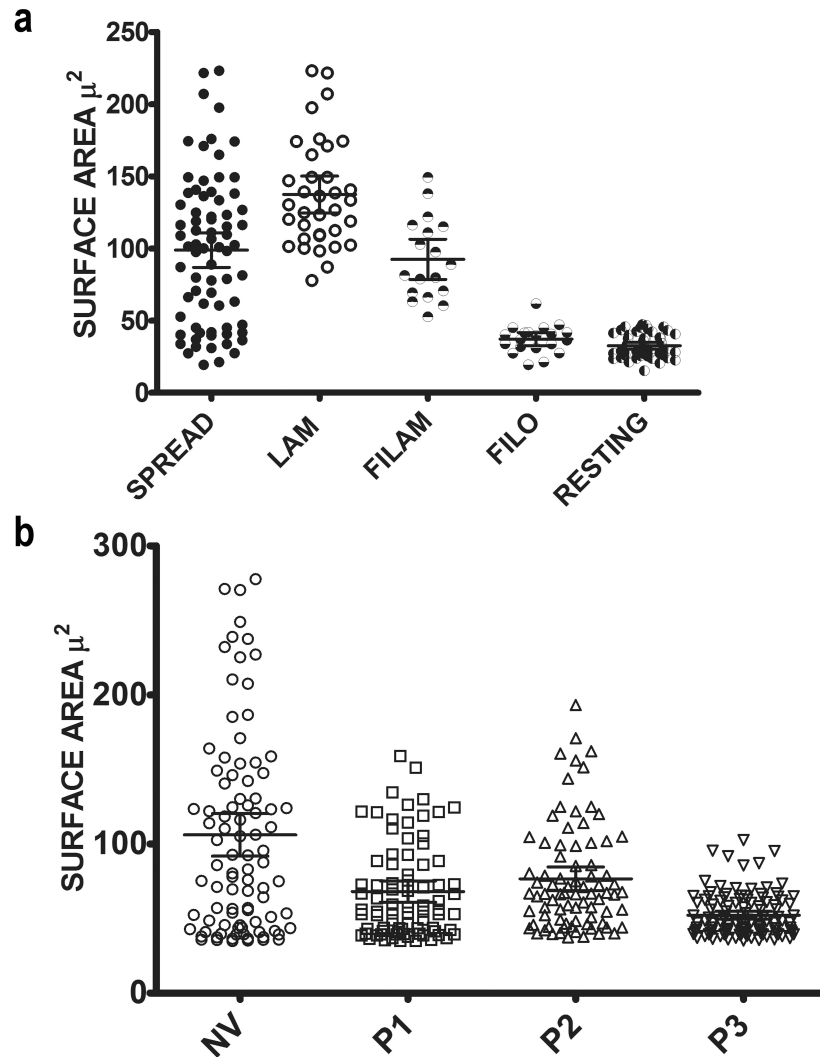 a
SURFACE AREA μ²
250
200
150
100
50
0
SPREAD
LAM
FILAM
FILO
RESTING
b
SURFACE AREA μ²
300
200
100
0
NV
P1
P2
P3